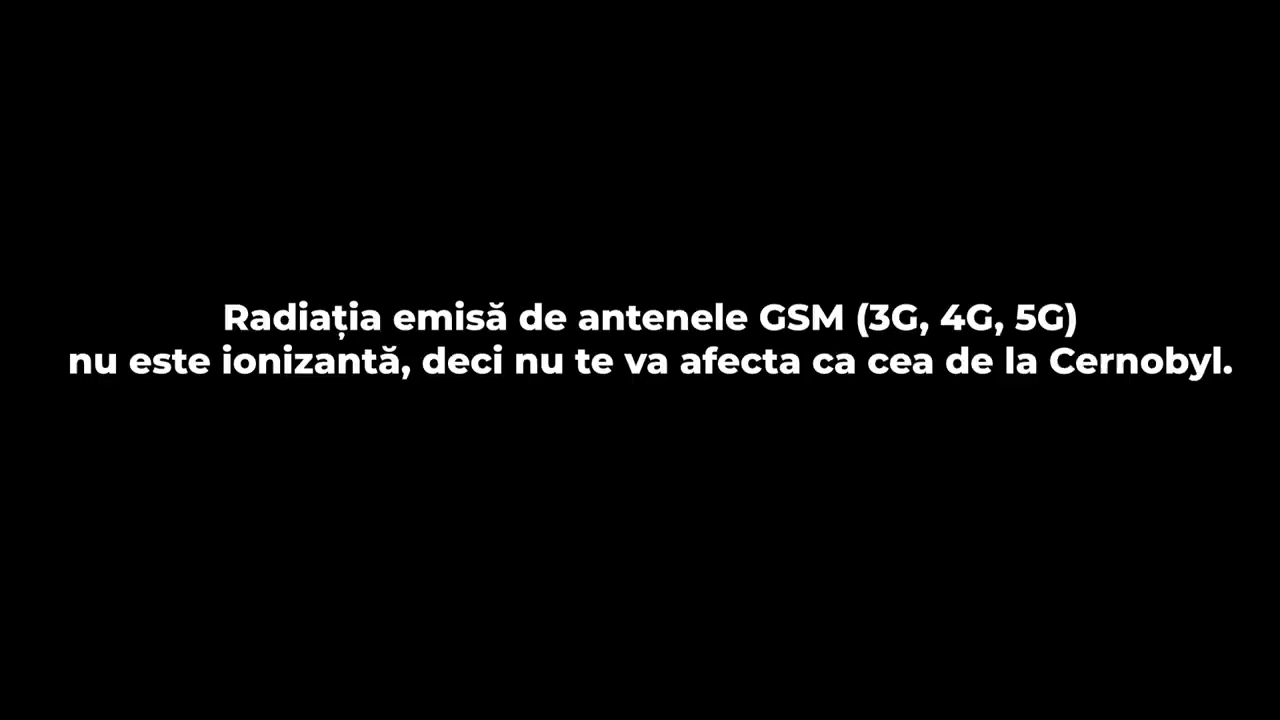 Radiația emisă de antenele GSM (3G, 4G, 5G)
nu este ionizantă, deci nu te va afecta ca cea de la Cernobyl.